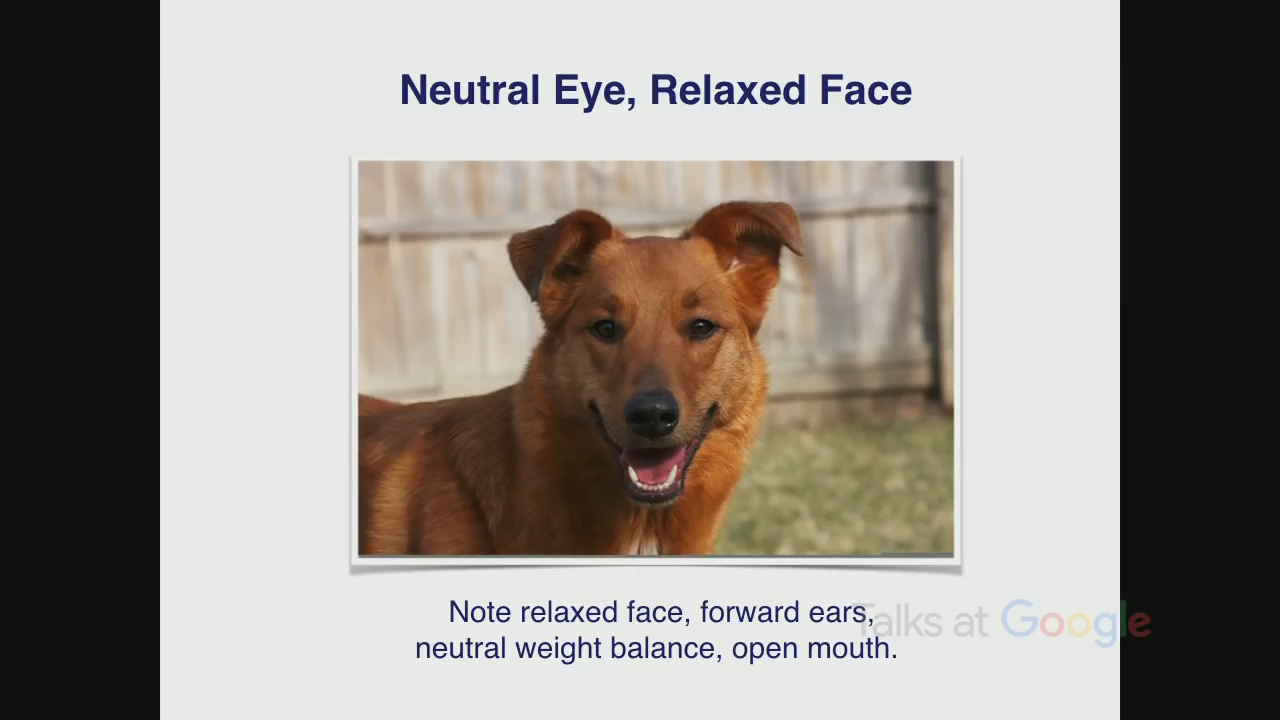 Neutral Eye, Relaxed Face
Note relaxed face, forward ears,
neutral weight balance, open mouth.
Talks at Google